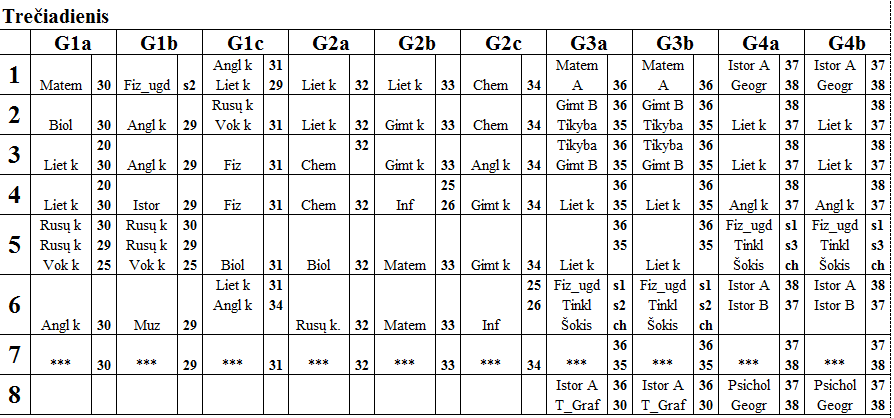 Trečiadienis
G1a G1b G1c G2a G2b G2c G3a G3b G4a G4b
Angl k 31 Matem Matem Istor A 37 Istor A 37
1 Matem 30 Fiz_ugd s2 Liet k 29 Liet k 32 Liet k 33 Chem 34 A 36 A 36 Geogr 38 Geogr 38
Rusų k Gimt B 36 Gimt B 36 38 38
2 Biol 30 Angl k 29 Vok k 31 Liet k 32 Gimt k 33 Chem 34 Tikyba 35 Tikyba 35 Liet k 37 Liet k 37
20 32 Tikyba 36 Tikyba 36 38 38
3 Liet k 30 Angl k 29 Fiz 31 Chem Gimt k 33 Angl k 34 Gimt B 35 Gimt B 35 Liet k 37 Liet k 37
20 25 36 36 38 38
4 Liet k 30 Istor 29 Fiz 31 Chem 32 Inf 26 Gimt k 34 Liet k 35 Liet k 35 Angl k 37 Angl k 37
Rusų k 30 Rusų k 30 36 36 Fiz_ugd s1 Fiz_ugd s1
5 Rusų k 29 Rusų k 29 35 35 Tinkl s3 Tinkl s3
Vok k 25 Vok k 25 Biol 31 Biol 32 Matem 33 Gimt k 34 Liet k Liet k Šokis ch Šokis ch
Liet k 31 25 Fiz_ugd s1 Fiz_ugd s1 Istor A 38 Istor A 38
6 Angl k 34 26 Tinkl s2 Tinkl s2 Istor B 37 Istor B 37
Angl k 30 Muz 29 Rusų k. 32 Matem 33 Inf Šokis ch Šokis ch
36 36 37 37
7 *** 30 *** 29 *** 31 *** 32 *** 33 *** 34 *** 35 *** 35 *** 38 *** 38
Istor A 36 Istor A 36 Psichol 37 Psichol 37
8 T_Graf 30 T_Graf 30 Geogr 38 Geogr 38